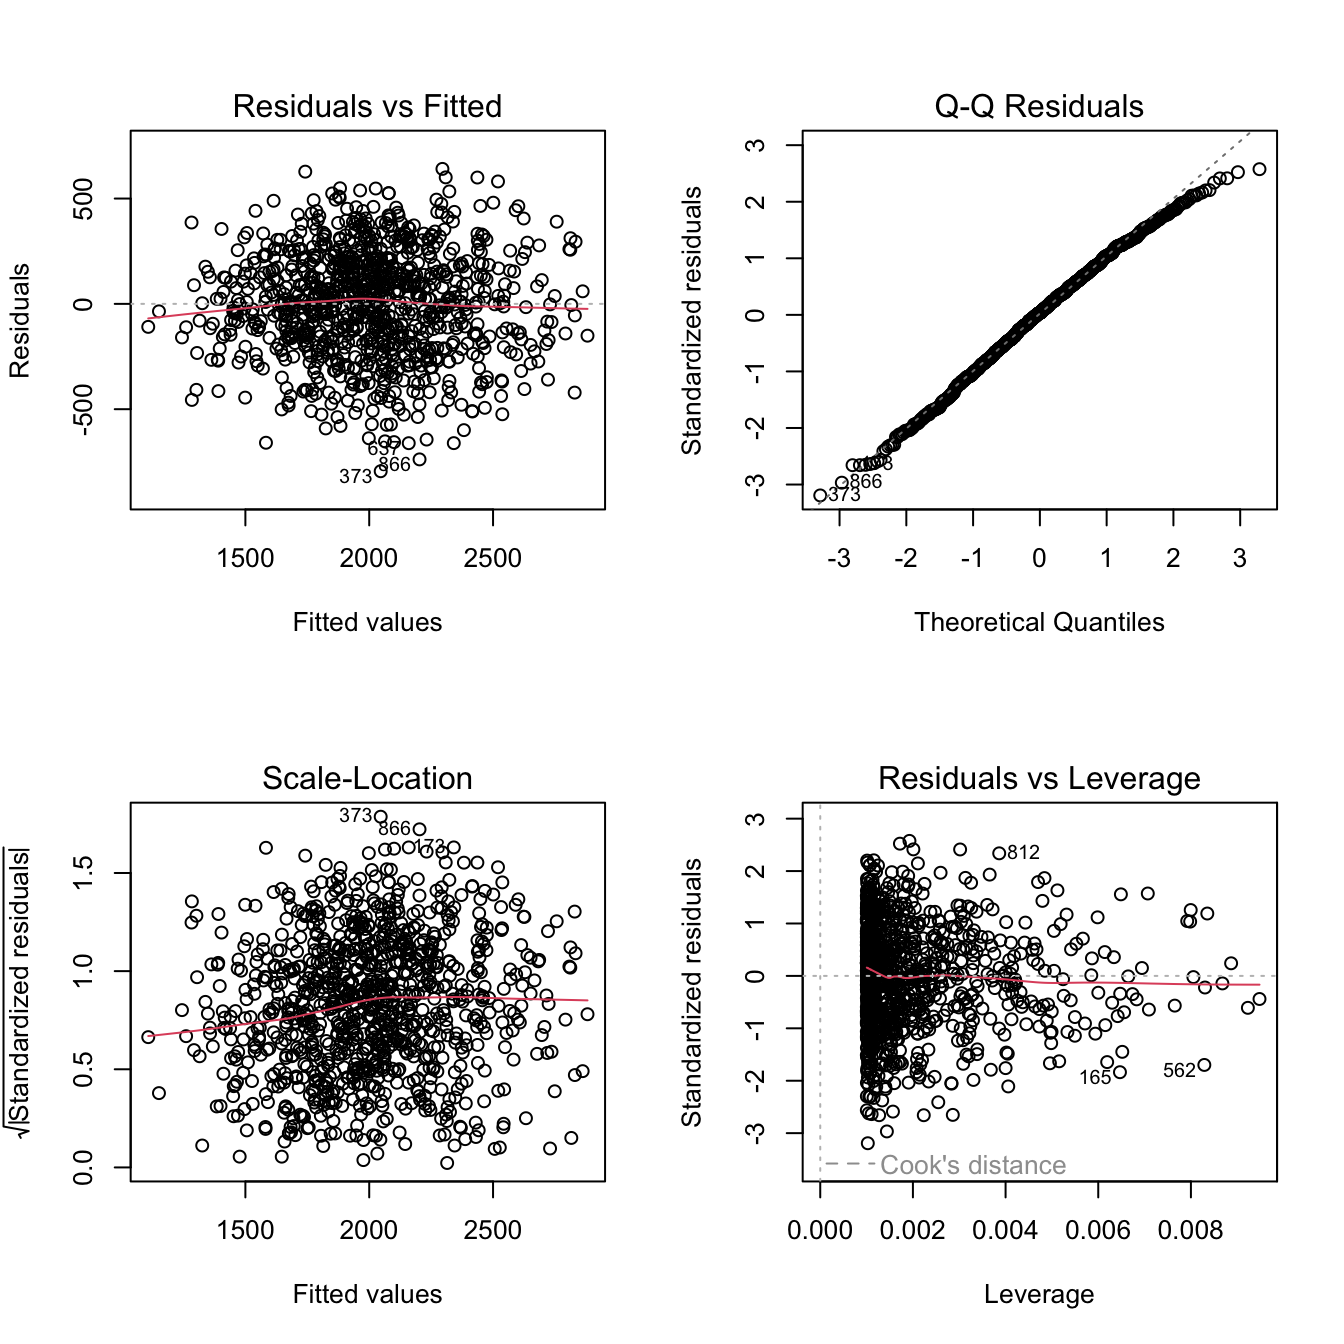 Residuals vs Fitted
Residuals
500
0
-500
637
866
373
1500 2000 2500
Fitted values
Q-Q Residuals
Standardized residuals
3
2
1
0
-1
-2
-3
866
373
-3 -2 -1 0 1 2 3
Theoretical Quantiles
Scale-Location
√|Standardized residuals|
1.5
1.0
0.5
0.0
373
866
173
1500 2000 2500
Fitted values
Residuals vs Leverage
Standardized residuals
3
2
1
0
-1
-2
-3
812
165
562
Cook's distance
0.000 0.002 0.004 0.006 0.008
Leverage